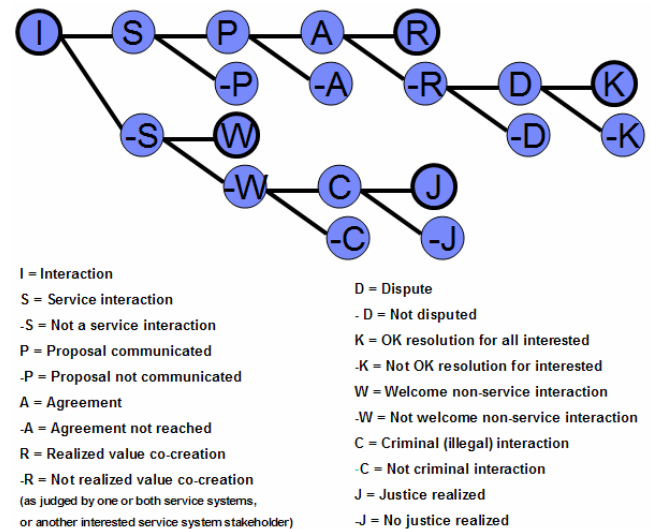 I S P A R
-P -A -R D K
-S W -D -K
-W C J
-C -J
I = Interaction
S = Service interaction
-S = Not a service interaction
P = Proposal communicated
-P = Proposal not communicated
A = Agreement
-A = Agreement not reached
R = Realized value co-creation
-R = Not realized value co-creation
(as judged by one or both service systems,
or another interested service system stakeholder)
D = Dispute
- D = Not disputed
K = OK resolution for all interested
-K = Not OK resolution for interested
W = Welcome non-service interaction
-W = Not welcome non-service interaction
C = Criminal (illegal) interaction
-C = Not criminal interaction
J = Justice realized
-J = No justice realized